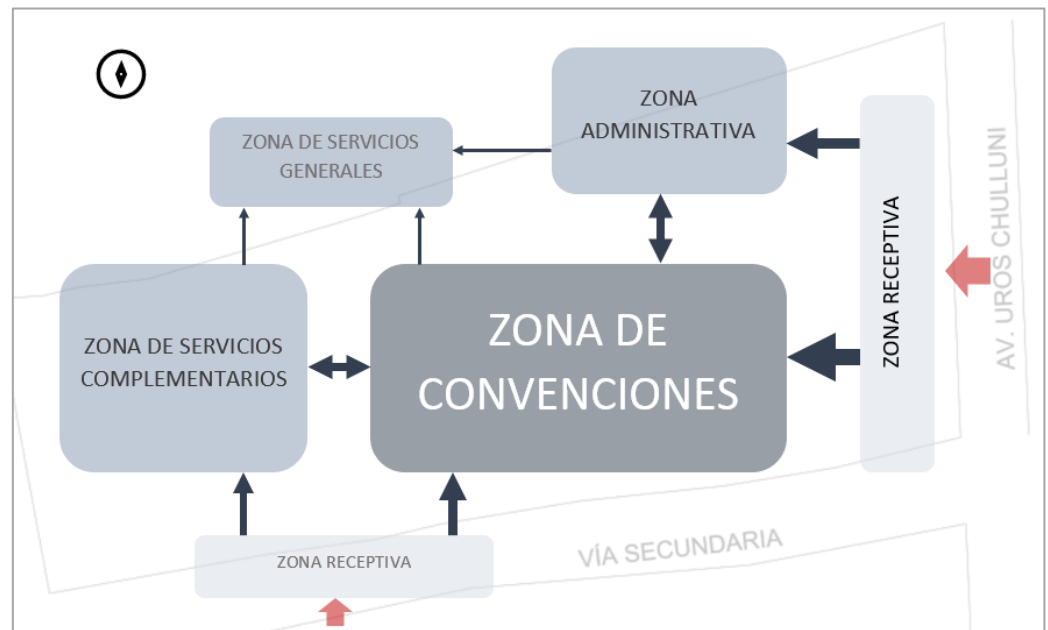 ZONA
ADMINISTRATIVA
ZONA DE SERVICIOS
GENERALES
ZONA RECEPTIVA
AV. UROS CHULLUNI
ZONA DE
CONVENCIONES
ZONA DE SERVICIOS
COMPLEMENTARIOS
ZONA RECEPTIVA
VÍA SECUNDARIA